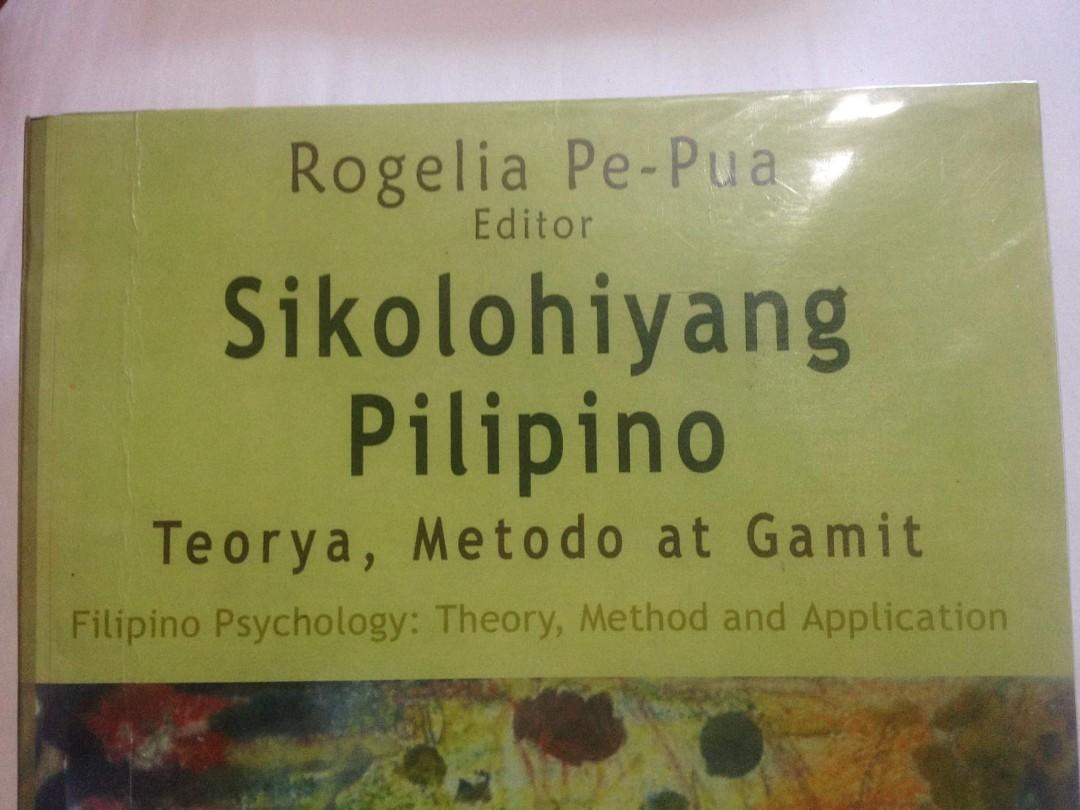 Rogelia Pe-Pua
Editor
Sikolohiyang
Pilipino
Teorya, Metodo at Gamit
Filipino Psychology: Theory, Method and Application